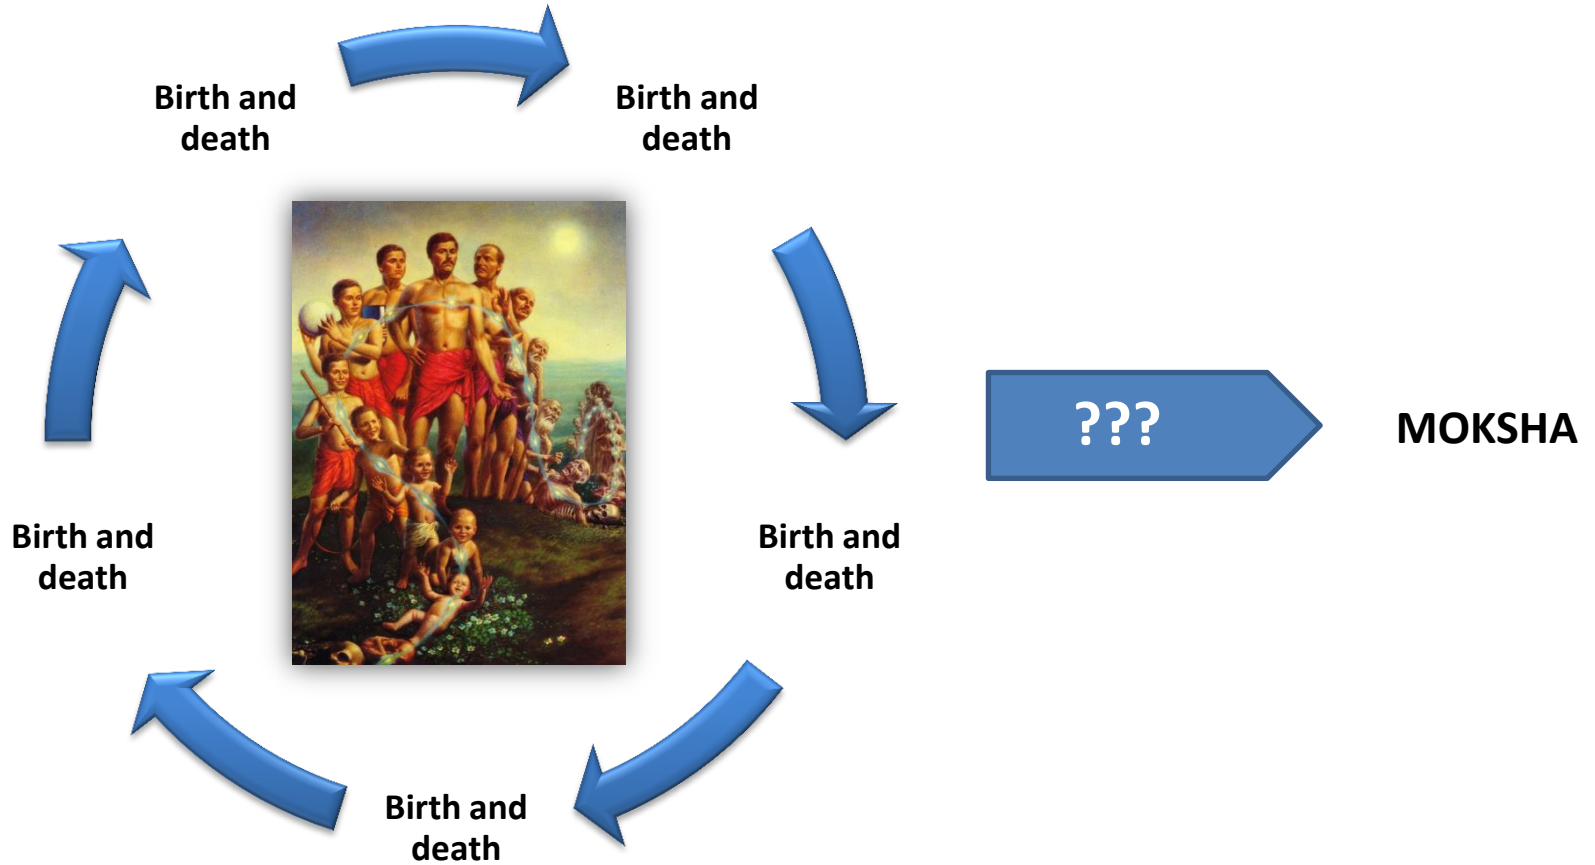 Birth and
death
Birth and
death
???
MOKSHA
Birth and
death
Birth and
death
Birth and
death